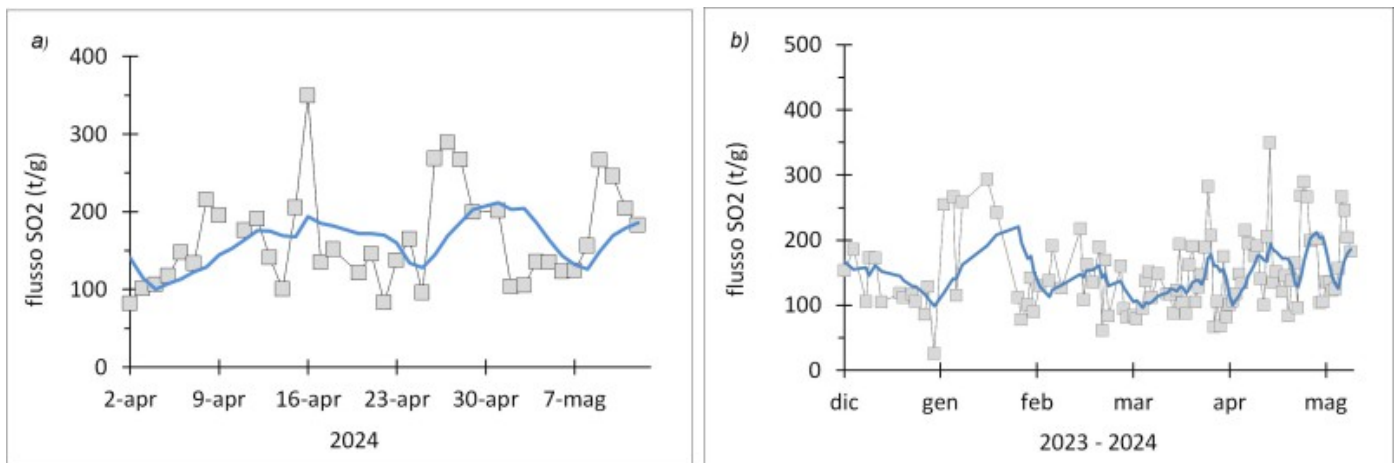 a)
400
300
200
100
0
flusso SO2 (t/g)
2-apr 9-apr 16-apr 23-apr 30-apr 7-mag
2024
b)
500
400
300
200
100
0
flusso SO2 (t/g)
dic gen feb mar apr mag
2023 - 2024